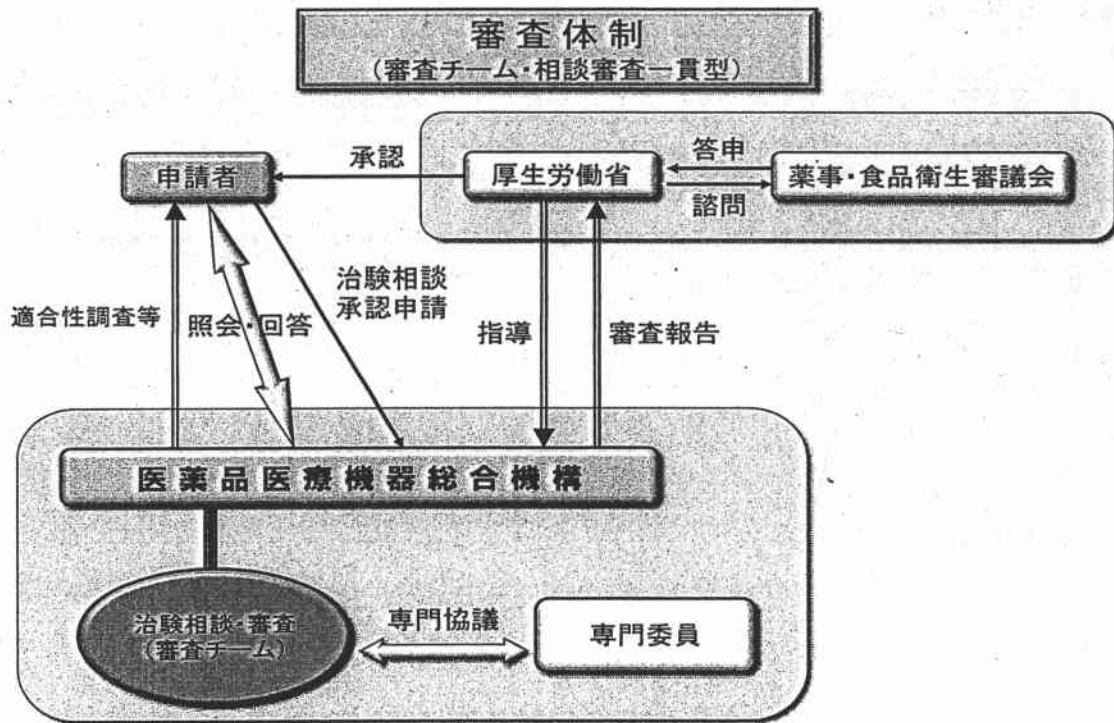 審査体制
(審査チーム・相談審査一貫型)
申請者
承認
厚生労働省
答申
諮問
薬事・食品衛生審議会
適合性調査等
照会・回答
治験相談
承認申請
指導
審査報告
医薬品医療機器総合機構
治験相談・審査
(審査チーム)
専門協議
専門委員